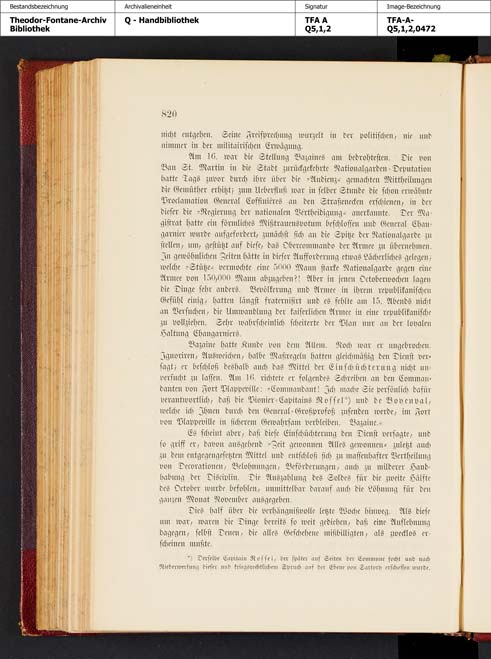 Bestandsbezeichnung
Archivalieneinheit
Signatur
Image-Bezeichnung
Theodor-Fontane-Archiv
Bibliothek
Q - Handbibliothek
TFA A
Q5,1,2
TFA-A-
Q5,1,2,0472
820
nicht entgehen. Seine Freisprechung wurzelt in der politischen, nie und
nimmer in der militairischen Erwägung.
Am 16. war die Stellung Bazaines am bedrohtesten. Die von
Ban St. Martin in die Stadt zurückgekehrte Nationalgarden-Deputation
hatte Tags zuvor durch ihre über die »Audienz« gemachten Mittheilungen
die Gemüther erhitzt; zum Ueberfluß war in selber Stunde die schon erwähnte
Proclamation General Coffinières an den Straßenecken erschienen, in der
dieser die »Regierung der nationalen Vertheidigung« anerkannte. Der Ma-
gistrat hatte ein förmliches Mißtrauensvotum beschlossen und General Chan-
garnier wurde aufgefordert, zunächst sich an die Spitze der Nationalgarde zu
stellen, um, gestützt auf diese, das Obercommando der Armee zu übernehmen.
In gewöhnlichen Zeiten hätte in dieser Aufforderung etwas Lächerliches gelegen;
welche »Stütze« vermochte eine 5000 Mann starke Nationalgarde gegen eine
Armee von 150,000 Mann abzugeben?! Aber in jenen Octoberwochen lagen
die Dinge sehr anders. Bevölkerung und Armee in ihrem republikanischen
Gefühl einig, hatten längst fraternisirt und es fehlte am 15. Abends nicht
an Versuchen, die Umwandlung der kaiserlichen Armee in eine republikanische
zu vollziehen. Sehr wahrscheinlich scheiterte der Plan nur an der loyalen
Haltung Changarniers.
Bazaine hatte Kunde von dem Allem. Noch war er ungebrochen.
Ignoriren, Ausweichen, halbe Maßregeln hatten gleichmäßig den Dienst ver-
sagt; er beschloß deshalb auch das Mittel der Einschüchterung nicht un-
versucht zu lassen. Am 16. richtete er folgendes Schreiben an den Comman-
danten von Fort Plappeville: »Commandant! Ich mache Sie persönlich dafür
verantwortlich, daß die Pionier-Capitains Rossel*) und de Boyenval,
welche ich Ihnen durch den General-Großprofoß zusenden werde, im Fort
von Plappeville in sicherem Gewahrsam verbleiben. Bazaine.«
Es scheint aber, daß diese Einschüchterung den Dienst versagte, und
so griff er, davon ausgehend »Zeit gewonnen Alles gewonnen« zuletzt auch
zu dem entgegengesetzten Mittel und entschloß sich zu massenhafter Vertheilung
von Decorationen, Belohnungen, Beförderungen, auch zu milderer Hand-
habung der Disciplin. Die Auszahlung des Soldes für die zweite Hälfte
des October wurde befohlen, unmittelbar darauf auch die Löhnung für den
ganzen Monat November ausgegeben.
Dies half über die verhängnißvolle letzte Woche hinweg. Als diese
um war, waren die Dinge bereits so weit gediehen, daß eine Auflehnung
dagegen, selbst Denen, die alles Geschehene mißbilligten, als zwecklos er-
scheinen mußte.
*) Derselbe Capitain Rossel, der später auf Seiten der Commune focht und nach
Niederwerfung dieser und kriegsrechtlichem Spruch auf der Ebene von Sartory erschossen wurde.